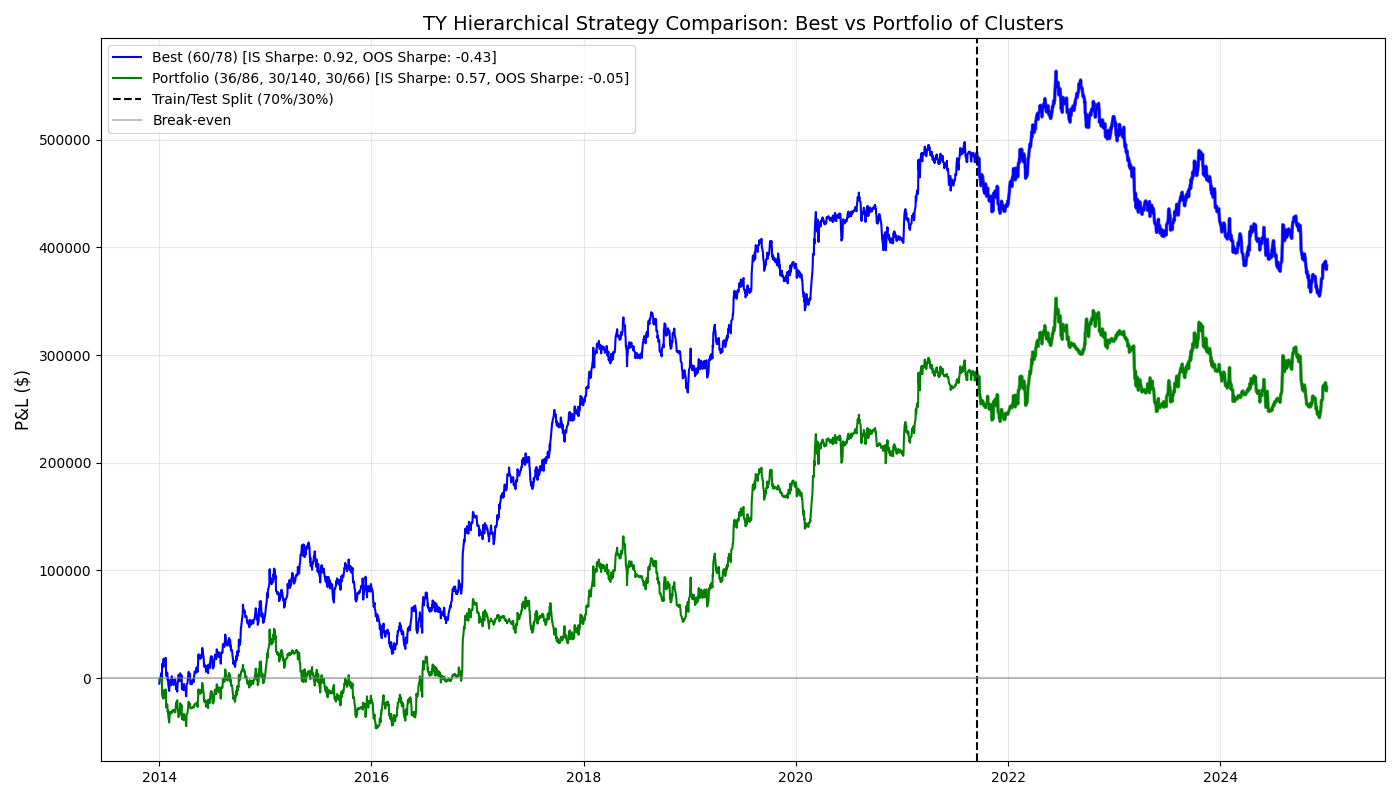 TY Hierarchical Strategy Comparison: Best vs Portfolio of Clusters
Best (60/78) [IS Sharpe: 0.92, OOS Sharpe: -0.43]
Portfolio (36/86, 30/140, 30/66) [IS Sharpe: 0.57, OOS Sharpe: -0.05]
Train/Test Split (70%/30%)
Break-even
P&L ($)
500000
400000
300000
200000
100000
0
2014
2016
2018
2020
2022
2024